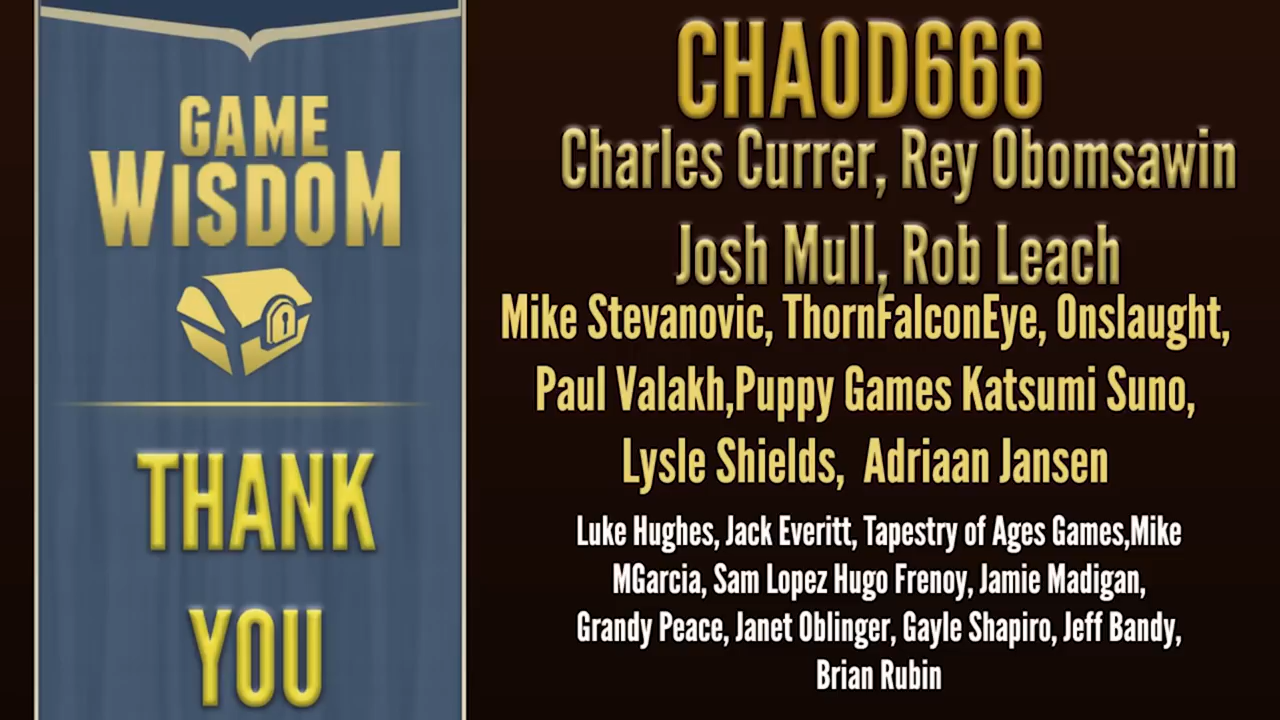 GAME
WISDOM
THANK
YOU
CHAOD666
Charles Currer, Rey Obomsawin
Josh Mull, Rob Leach
Mike Stevanovic, ThornFalconEye, Onslaught,
Paul Valakh,Puppy Games Katsumi Suno,
Lysle Shields, Adriaan Jansen
Luke Hughes, Jack Everitt, Tapestry of Ages Games,Mike
MGarcia, Sam Lopez Hugo Frenoy, Jamie Madigan,
Grandy Peace, Janet Oblinger, Gayle Shapiro, Jeff Bandy,
Brian Rubin